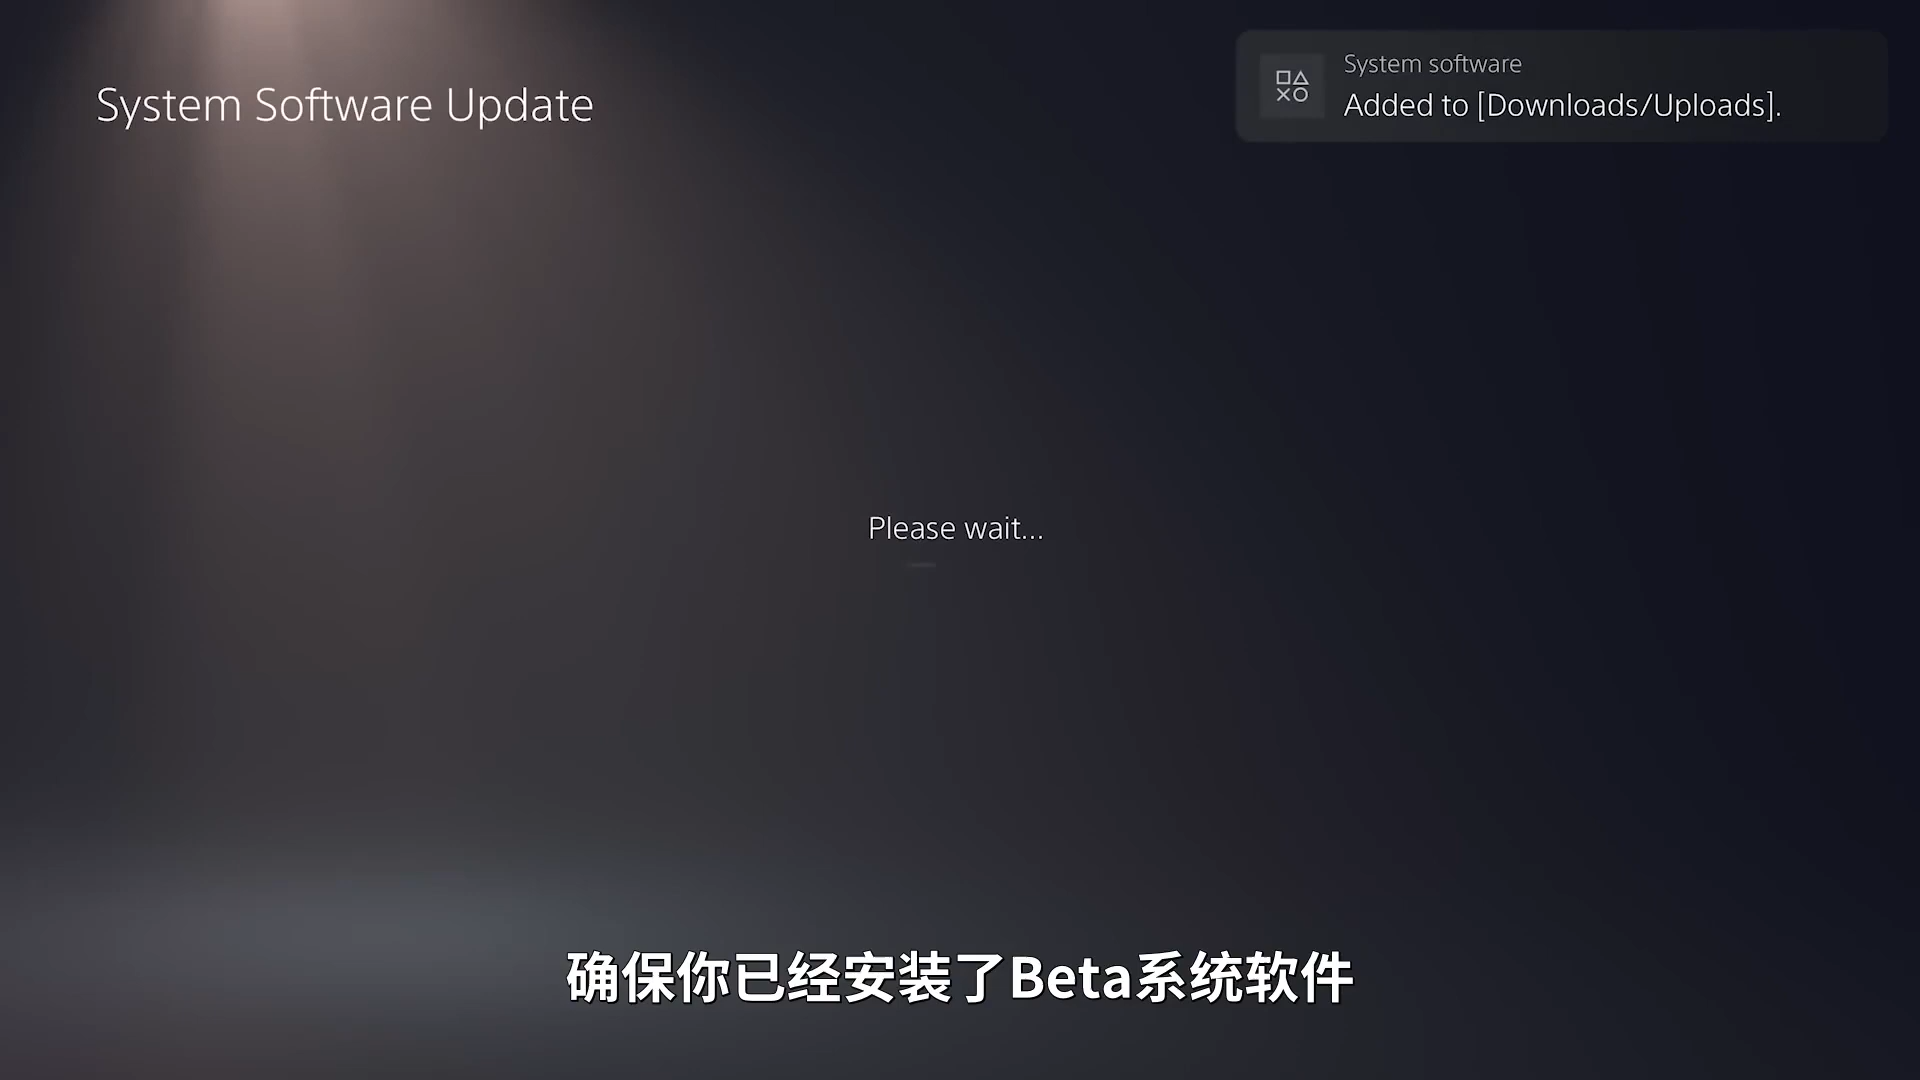 System Software Update
System software
Added to [Downloads/Uploads].
Please wait...
确保你已经安装了Beta系统软件